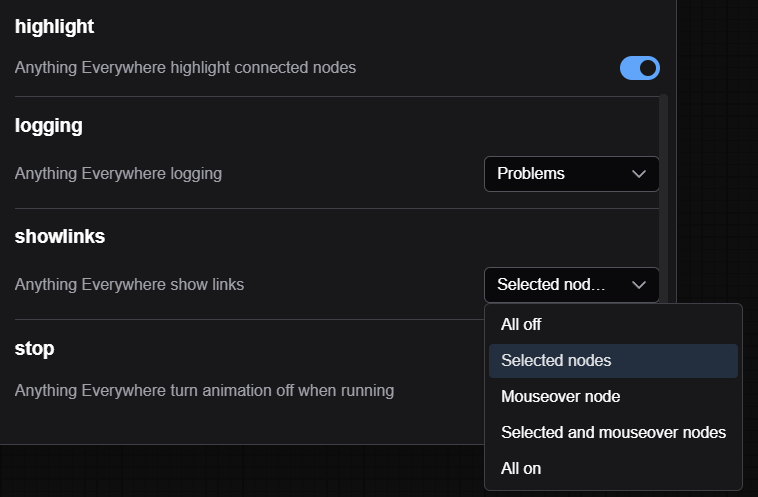 highlight
Anything Everywhere highlight connected nodes
logging
Anything Everywhere logging
Problems
showlinks
Anything Everywhere show links
Selected nod...
All off
Selected nodes
Mouseover node
Selected and mouseover nodes
All on
stop
Anything Everywhere turn animation off when running